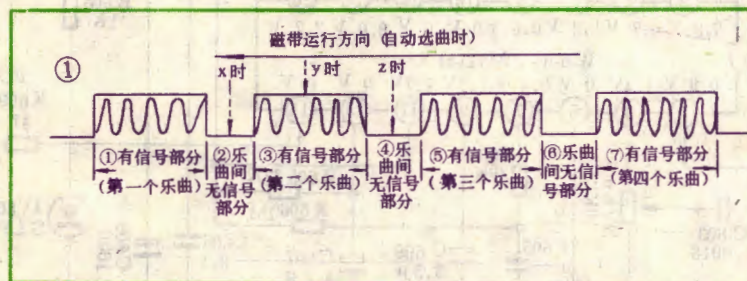 磁带运行方向(自动选曲时)
①
x时
y时
z时
①有信号部分
(第一个乐曲)
②乐
曲间
无信号
部分
③有信号部分
(第二个乐曲)
④乐
曲间
无信号
部分
⑤有信号部分
(第三个乐曲)
⑥乐曲
间无信
号部分
⑦有信号部分
(第四个乐曲)